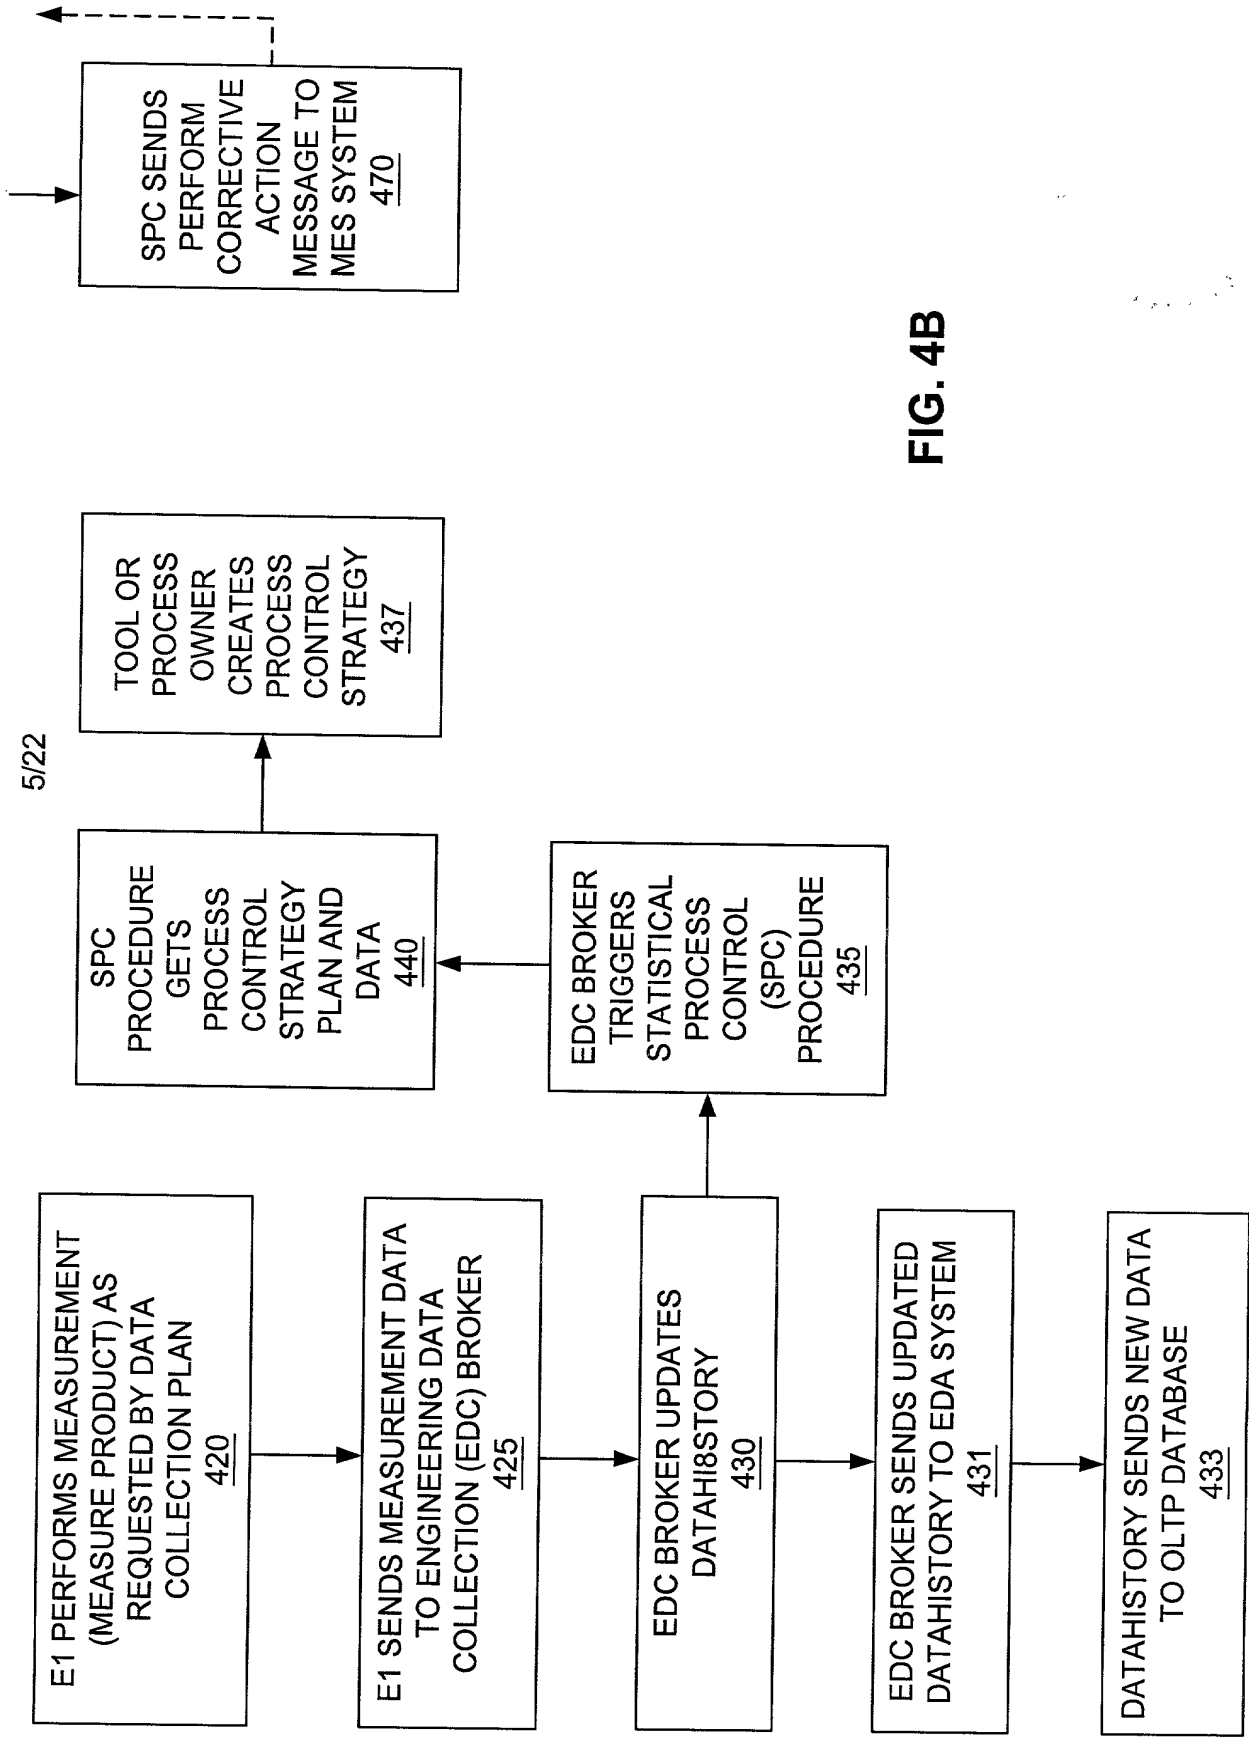 5/22
E1 PERFORMS MEASUREMENT
(MEASURE PRODUCT) AS
REQUESTED BY DATA
COLLECTION PLAN
420
E1 SENDS MEASUREMENT DATA
TO ENGINEERING DATA
COLLECTION (EDC) BROKER
425
EDC BROKER UPDATES
DATAHI8STORY
430
EDC BROKER SENDS UPDATED
DATAHISTORY TO EDA SYSTEM
431
DATAHISTORY SENDS NEW DATA
TO OLTP DATABASE
433
SPC
PROCEDURE
GETS
PROCESS
CONTROL
STRATEGY
PLAN AND
DATA
440
EDC BROKER
TRIGGERS
STATISTICAL
PROCESS
CONTROL
(SPC)
PROCEDURE
435
TOOL OR
PROCESS
OWNER
CREATES
PROCESS
CONTROL
STRATEGY
437
SPC SENDS
PERFORM
CORRECTIVE
ACTION
MESSAGE TO
MES SYSTEM
470
FIG. 4B